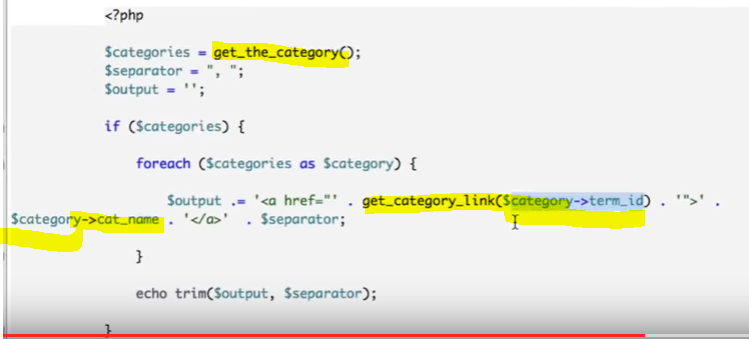 <?php
$categories = get_the_category();
$separator = ", ";
$output = '';
if ($categories) {
foreach ($categories as $category) {
$output .= '<a href="' . get_category_link($category->term_id) . '">' .
$category->cat_name . '</a>' . $separator;
}
echo trim($output, $separator);
}